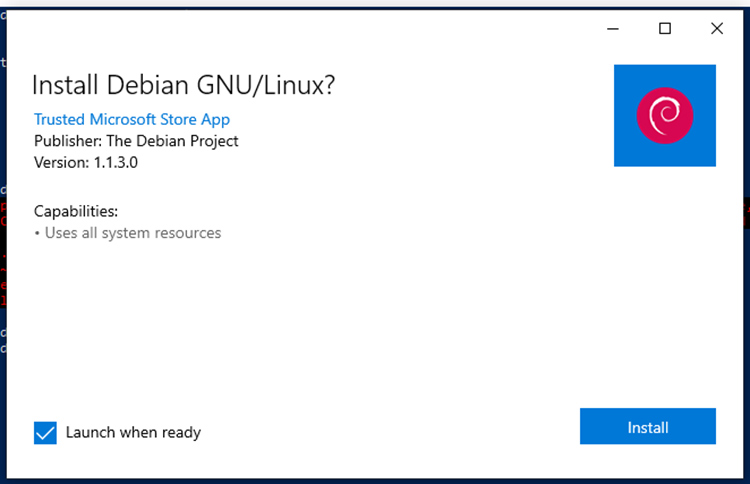 Install Debian GNU/Linux?
Trusted Microsoft Store App
Publisher: The Debian Project
Version: 1.1.3.0
Capabilities:
• Uses all system resources
Launch when ready
Install